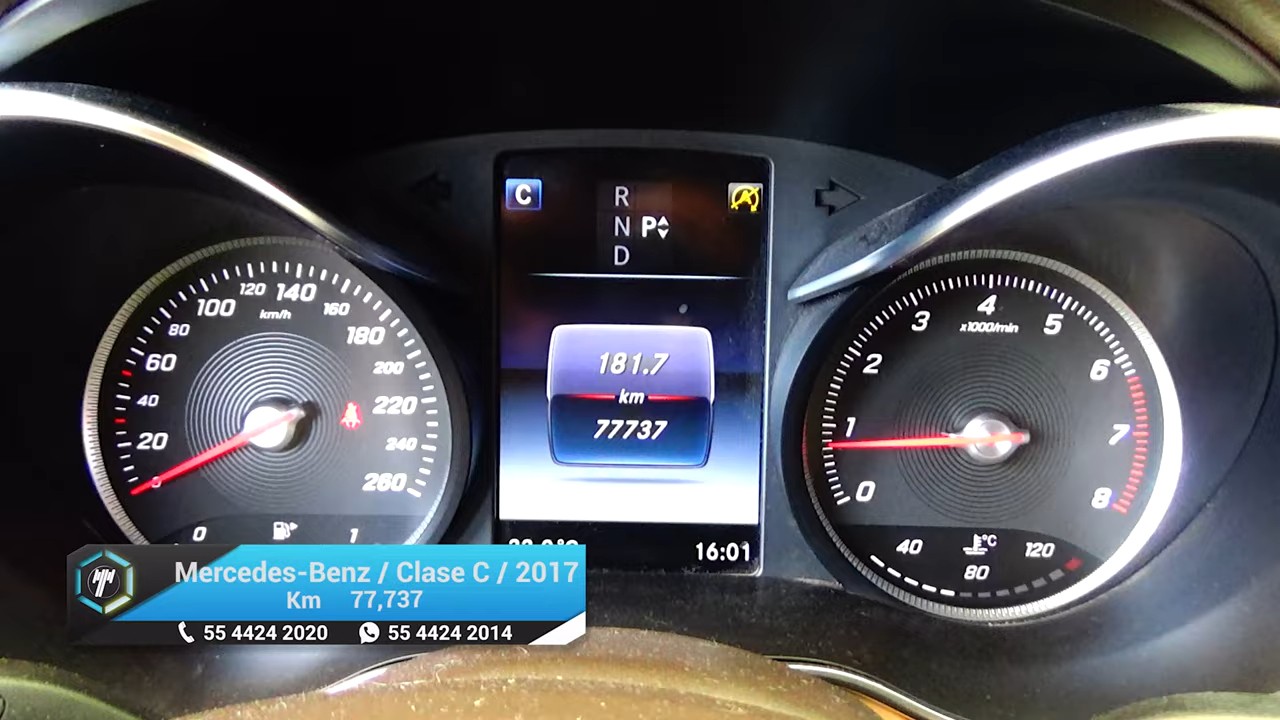 C
R
N P
D
181.7
km
77737
16:01
0
20
40
60
80
100
120
140
160
180
200
220
240
260
km/h
0
1
0
1
2
3
4
5
6
7
8
x1000/min
°C
40
80
120
Mercedes-Benz / Clase C / 2017
Km 77,737
55 4424 2020 55 4424 2014